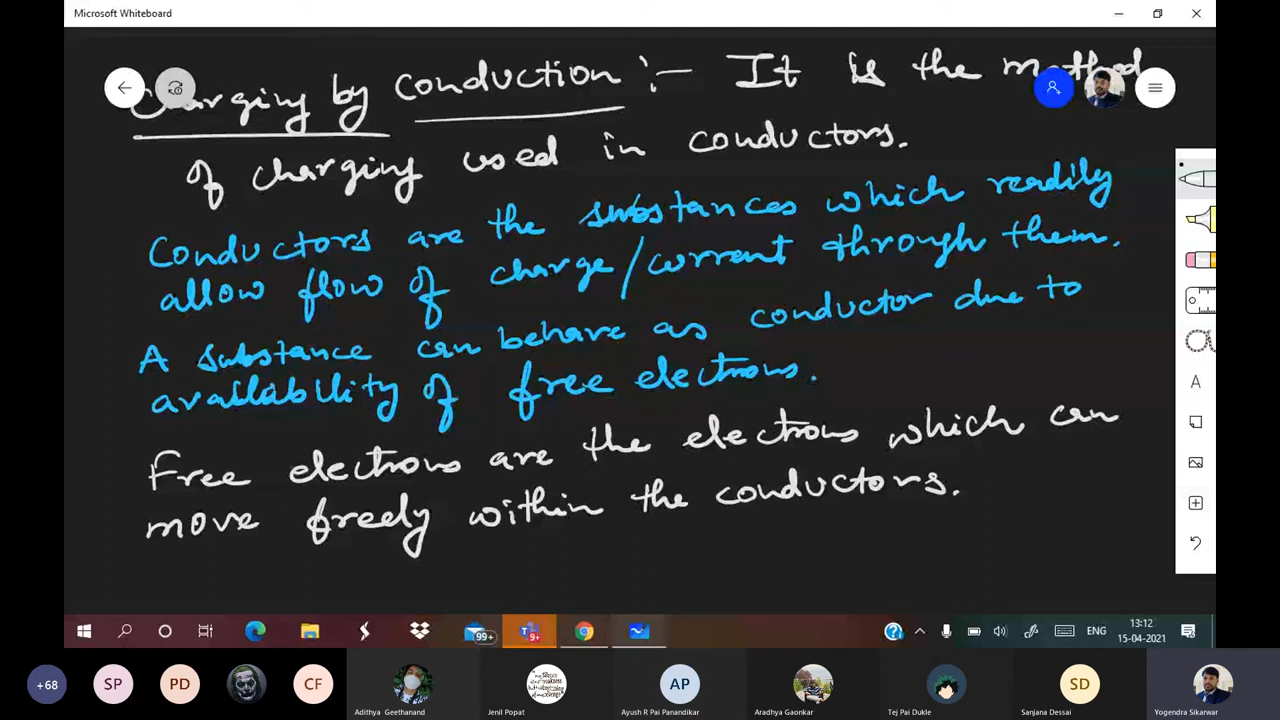 Microsoft Whiteboard
Charging by conduction :- It is the method
of charging used in conductors.
Conductors are the substances which readily
allow flow of charge/current through them.
A substance can behave as conductor due to
availability of free electrons.
Free electrons are the electrons which can
move freely within the conductors.
A
99+
9+
ENG
13:12
15-04-2021
+68
SP
PD
CF
AP
SD
Adithya Geethanand
Jenil Popat
Ayush R Pai Panandikar
Aradhya Gaonkar
Tej Pai Dukle
Sanjana Dessai
Yogendra Sikarwar